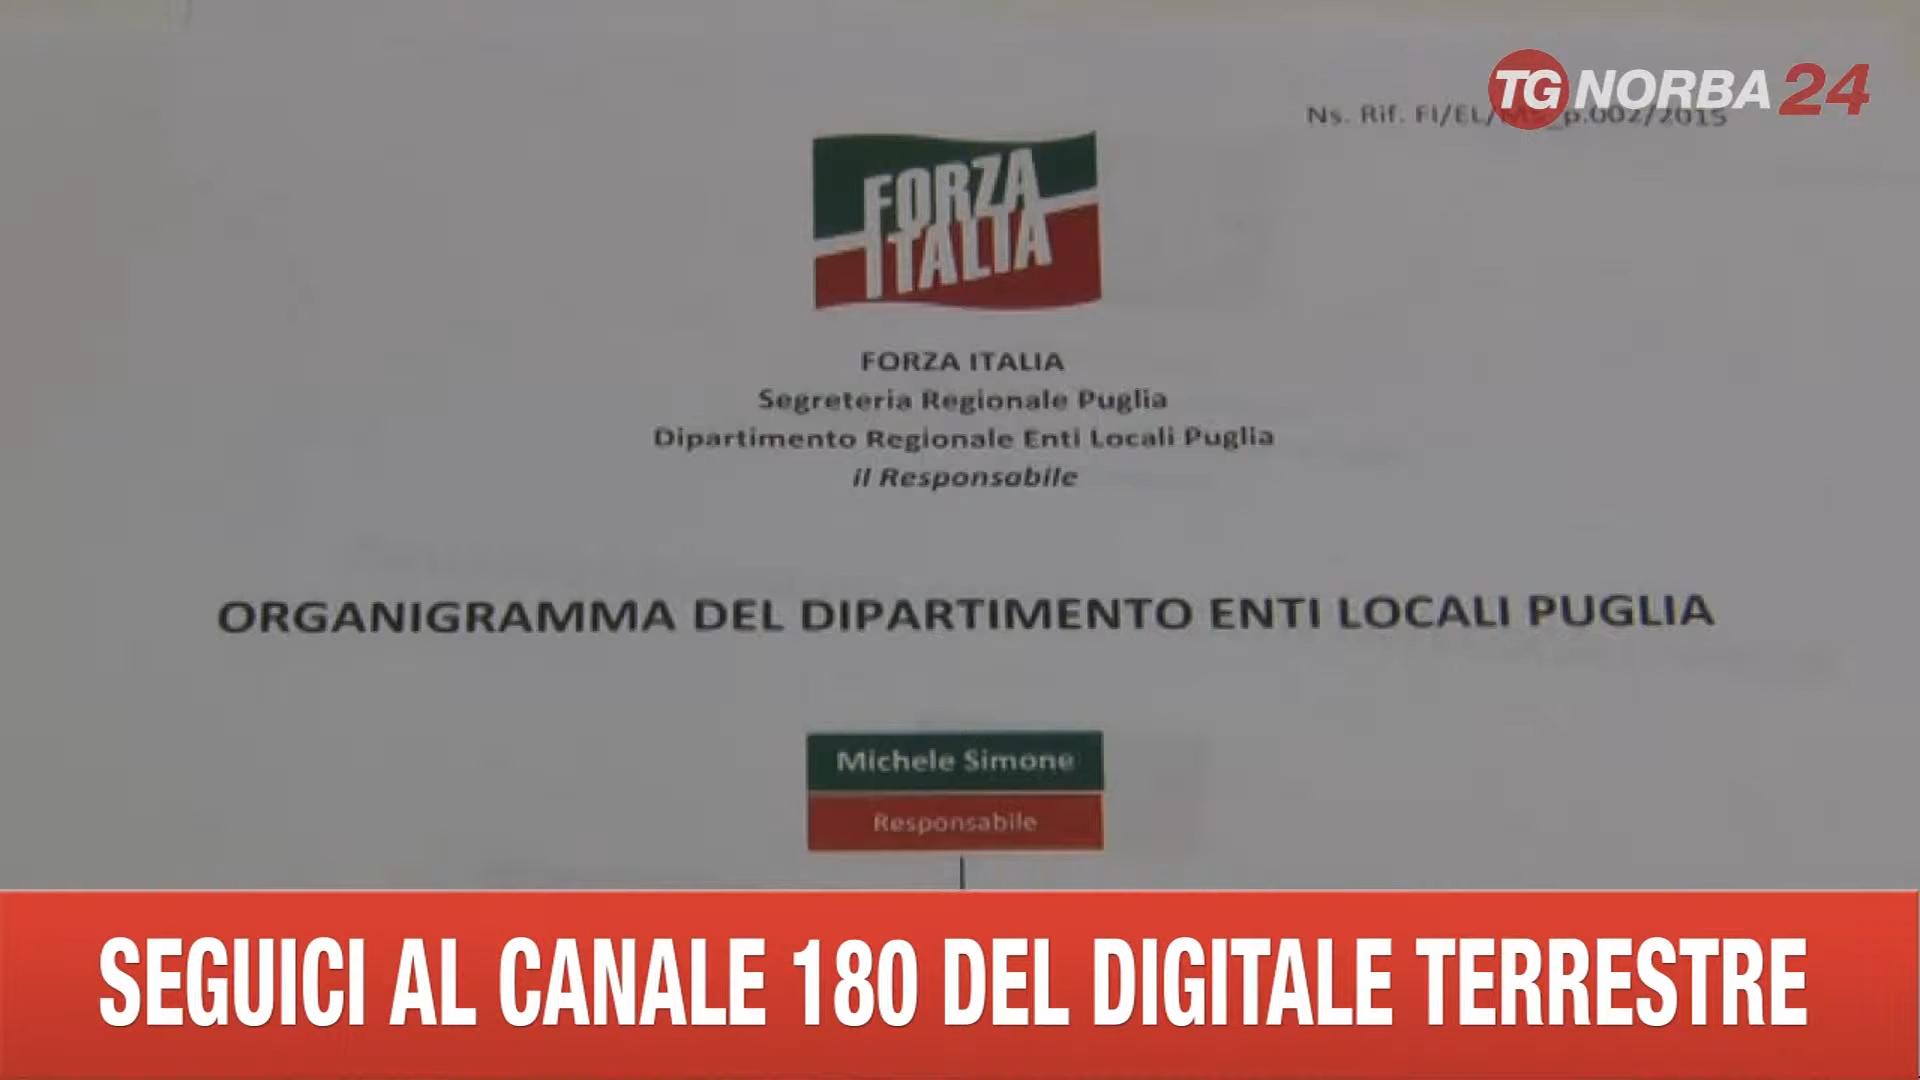 TG NORBA 24
Ns. Rif. FI/EL/MS_p.002/2015
FORZA
ITALIA
FORZA ITALIA
Segreteria Regionale Puglia
Dipartimento Regionale Enti Locali Puglia
il Responsabile
ORGANIGRAMMA DEL DIPARTIMENTO ENTI LOCALI PUGLIA
Michele Simone
Responsabile
SEGUICI AL CANALE 180 DEL DIGITALE TERRESTRE